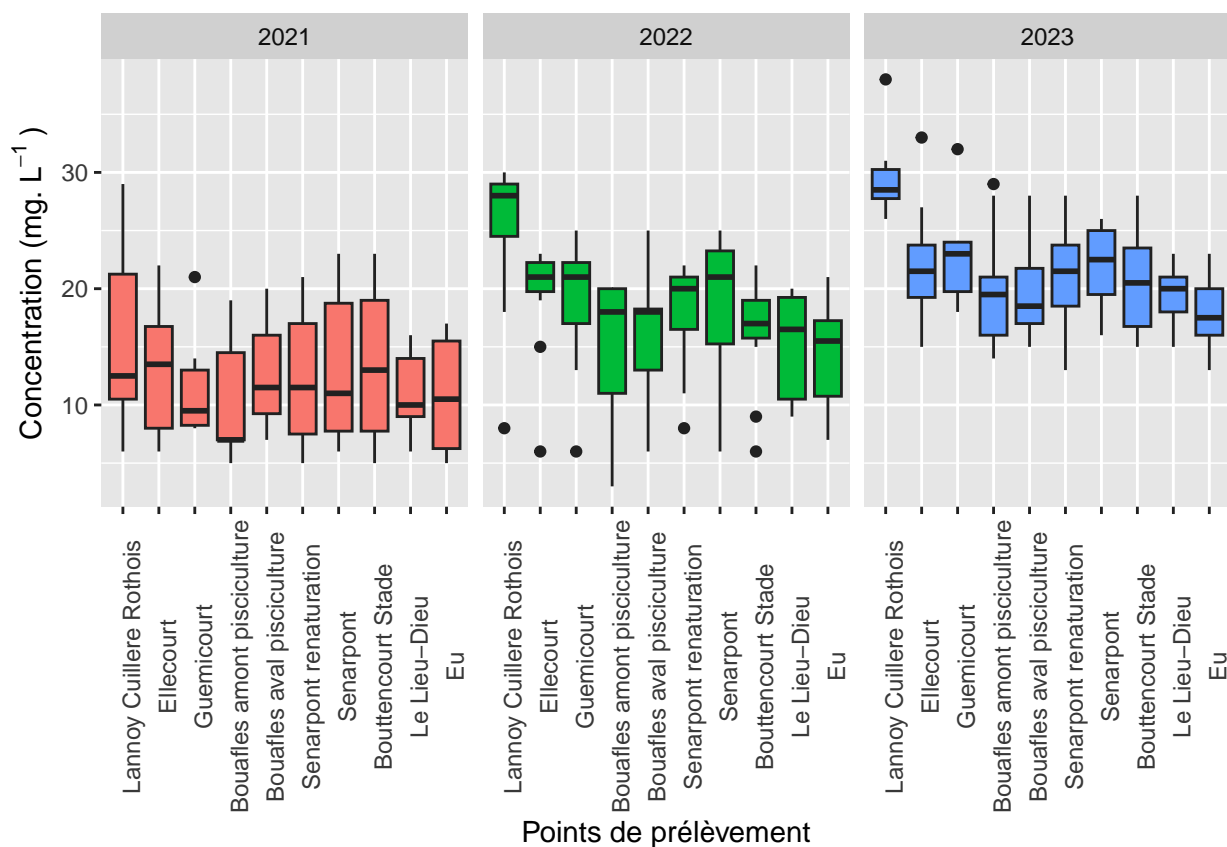 2021
2022
2023
Concentration (mg. L⁻¹ )
30
20
10
Lannoy Cuillere Rothois
Ellecourt
Guemicourt
Bouafles amont pisciculture
Bouafles aval pisciculture
Senarpont renaturation
Senarpont
Bouttencourt Stade
Le Lieu−Dieu
Eu
Lannoy Cuillere Rothois
Ellecourt
Guemicourt
Bouafles amont pisciculture
Bouafles aval pisciculture
Senarpont renaturation
Senarpont
Bouttencourt Stade
Le Lieu−Dieu
Eu
Lannoy Cuillere Rothois
Ellecourt
Guemicourt
Bouafles amont pisciculture
Bouafles aval pisciculture
Senarpont renaturation
Senarpont
Bouttencourt Stade
Le Lieu−Dieu
Eu
Points de prélèvement